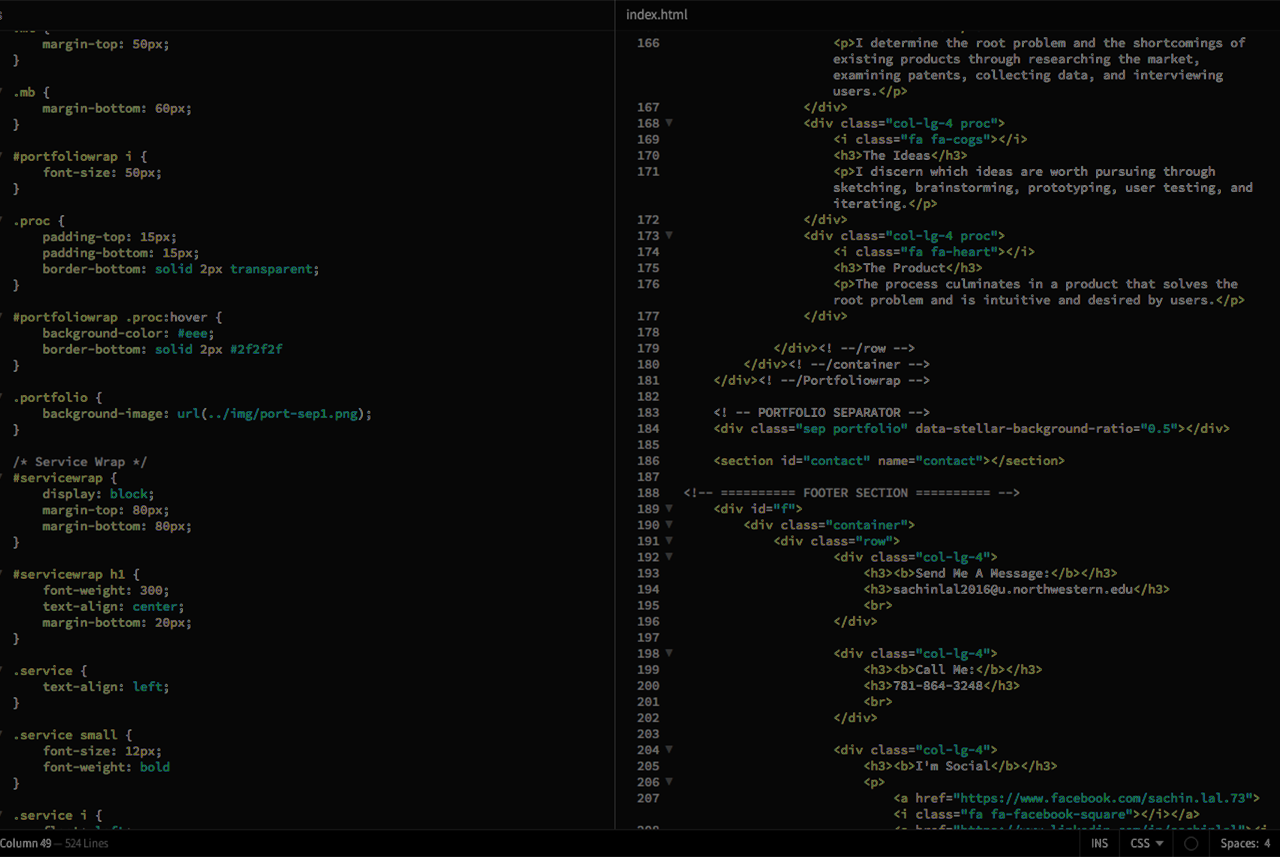 margin-top: 50px;
}
.mb {
margin-bottom: 60px;
}
#portfoliowrap i {
font-size: 50px;
}
.proc {
padding-top: 15px;
padding-bottom: 15px;
border-bottom: solid 2px transparent;
}
#portfoliowrap .proc:hover {
background-color: #eee;
border-bottom: solid 2px #2f2f2f
}
.portfolio {
background-image: url(../img/port-sep1.png);
}
/* Service Wrap */
#servicewrap {
display: block;
margin-top: 80px;
margin-bottom: 80px;
}
#servicewrap h1 {
font-weight: 300;
text-align: center;
margin-bottom: 20px;
}
.service {
text-align: left;
}
.service small {
font-size: 12px;
font-weight: bold
}
.service i {
Column 49 — 524 Lines
index.html
166 <p>I determine the root problem and the shortcomings of
existing products through researching the market,
examining patents, collecting data, and interviewing
users.</p>
167 </div>
168 <div class="col-lg-4 proc">
169 <i class="fa fa-cogs"></i>
170 <h3>The Ideas</h3>
171 <p>I discern which ideas are worth pursuing through
sketching, brainstorming, prototyping, user testing, and
iterating.</p>
172 </div>
173 <div class="col-lg-4 proc">
174 <i class="fa fa-heart"></i>
175 <h3>The Product</h3>
176 <p>The process culminates in a product that solves the
root problem and is intuitive and desired by users.</p>
177 </div>
178
179 </div><! --/row -->
180 </div><! --/container -->
181 </div><! --/Portfoliowrap -->
182
183 <! -- PORTFOLIO SEPARATOR -->
184 <div class="sep portfolio" data-stellar-background-ratio="0.5"></div>
185
186 <section id="contact" name="contact"></section>
187
188 <!-- ========== FOOTER SECTION ========== -->
189 <div id="f">
190 <div class="container">
191 <div class="row">
192 <div class="col-lg-4">
193 <h3><b>Send Me A Message:</b></h3>
194 <h3>sachinlal2016@u.northwestern.edu</h3>
195 <br>
196 </div>
197
198 <div class="col-lg-4">
199 <h3><b>Call Me:</b></h3>
200 <h3>781-864-3248</h3>
201 <br>
202 </div>
203
204 <div class="col-lg-4">
205 <h3><b>I'm Social</b></h3>
206 <p>
207 <a href="https://www.facebook.com/sachin.lal.73">
<i class="fa fa-facebook-square"></i></a>
INS CSS Spaces: 4